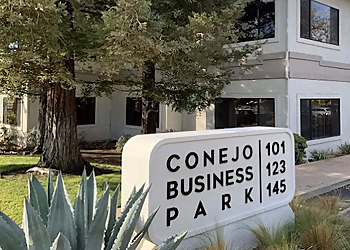 CONEJO 101
BUSINESS 123
PARK 145